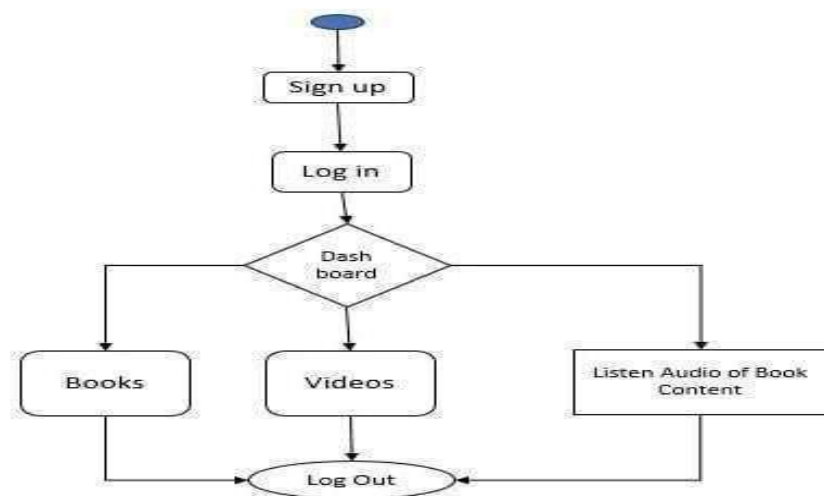 Sign up
Log in
Dash
board
Books
Videos
Listen Audio of Book
Content
Log Out